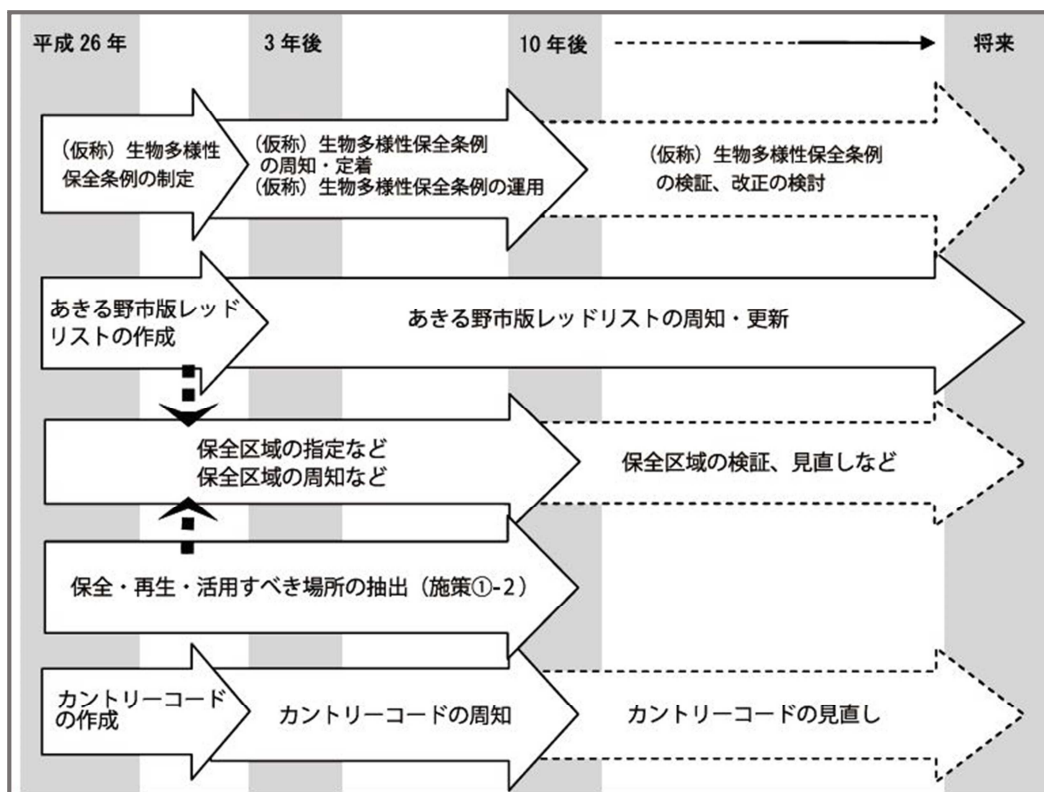 平成 26 年
3 年後
10 年後
将来
（仮称）生物多様性
保全条例の制定
（仮称）生物多様性保全条例
の周知・定着
（仮称）生物多様性保全条例の運用
（仮称）生物多様性保全条例
の検証、改正の検討
あきる野市版レッド
リストの作成
あきる野市版レッドリストの周知・更新
保全区域の指定など
保全区域の周知など
保全区域の検証、見直しなど
保全・再生・活用すべき場所の抽出（施策①-2）
カントリーコード
の作成
カントリーコードの周知
カントリーコードの見直し